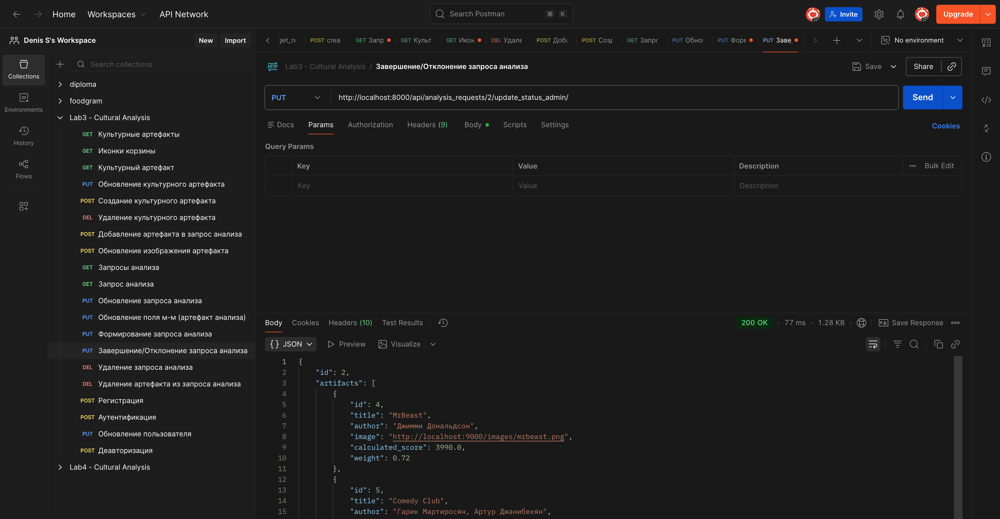 Home Workspaces API Network Search Postman ⌘ K Invite Upgrade
Denis S's Workspace New Import
POST crea GET Запр GET Культ GET Икон DEL Удале POST Доба POST Созд GET Запрс PUT Обно PUT Форм PUT Заве No environment
Collections
Environments
History
Flows
Search collections
diploma
foodgram
Lab3 - Cultural Analysis
GET Культурные артефакты
GET Иконки корзины
GET Культурный артефакт
PUT Обновление культурного артефакта
POST Создание культурного артефакта
DEL Удаление культурного артефакта
POST Добавление артефакта в запрос анализа
POST Обновление изображения артефакта
GET Запросы анализа
GET Запрос анализа
PUT Обновление запроса анализа
PUT Обновление поля м-м (артефакт анализа)
PUT Формирование запроса анализа
PUT Завершение/Отклонение запроса анализа
DEL Удаление запроса анализа
DEL Удаление артефакта из запроса анализа
POST Регистрация
POST Аутентификация
PUT Обновление пользователя
POST Деавторизация
Lab4 - Cultural Analysis
HTTP Lab3 - Cultural Analysis / Завершение/Отклонение запроса анализа Save Share
PUT http://localhost:8000/api/analysis_requests/2/update_status_admin/ Send
Docs Params Authorization Headers (9) Body Scripts Settings Cookies
Query Params
Key Value Description Bulk Edit
Key Value Description
Body Cookies Headers (10) Test Results 200 OK 77 ms 1.28 KB e.g. Save Response
{} JSON Preview Visualize
1 {
2 "id": 2,
3 "artifacts": [
4 {
5 "id": 4,
6 "title": "MrBeast",
7 "author": "Джимми Дональдсон",
8 "image": "http://localhost:9000/images/mrbeast.png",
9 "calculated_score": 3990.0,
10 "weight": 0.72
11 },
12 {
13 "id": 5,
14 "title": "Comedy Club",
15 "author": "Гарик Мартиросян, Артур Джанибекян",